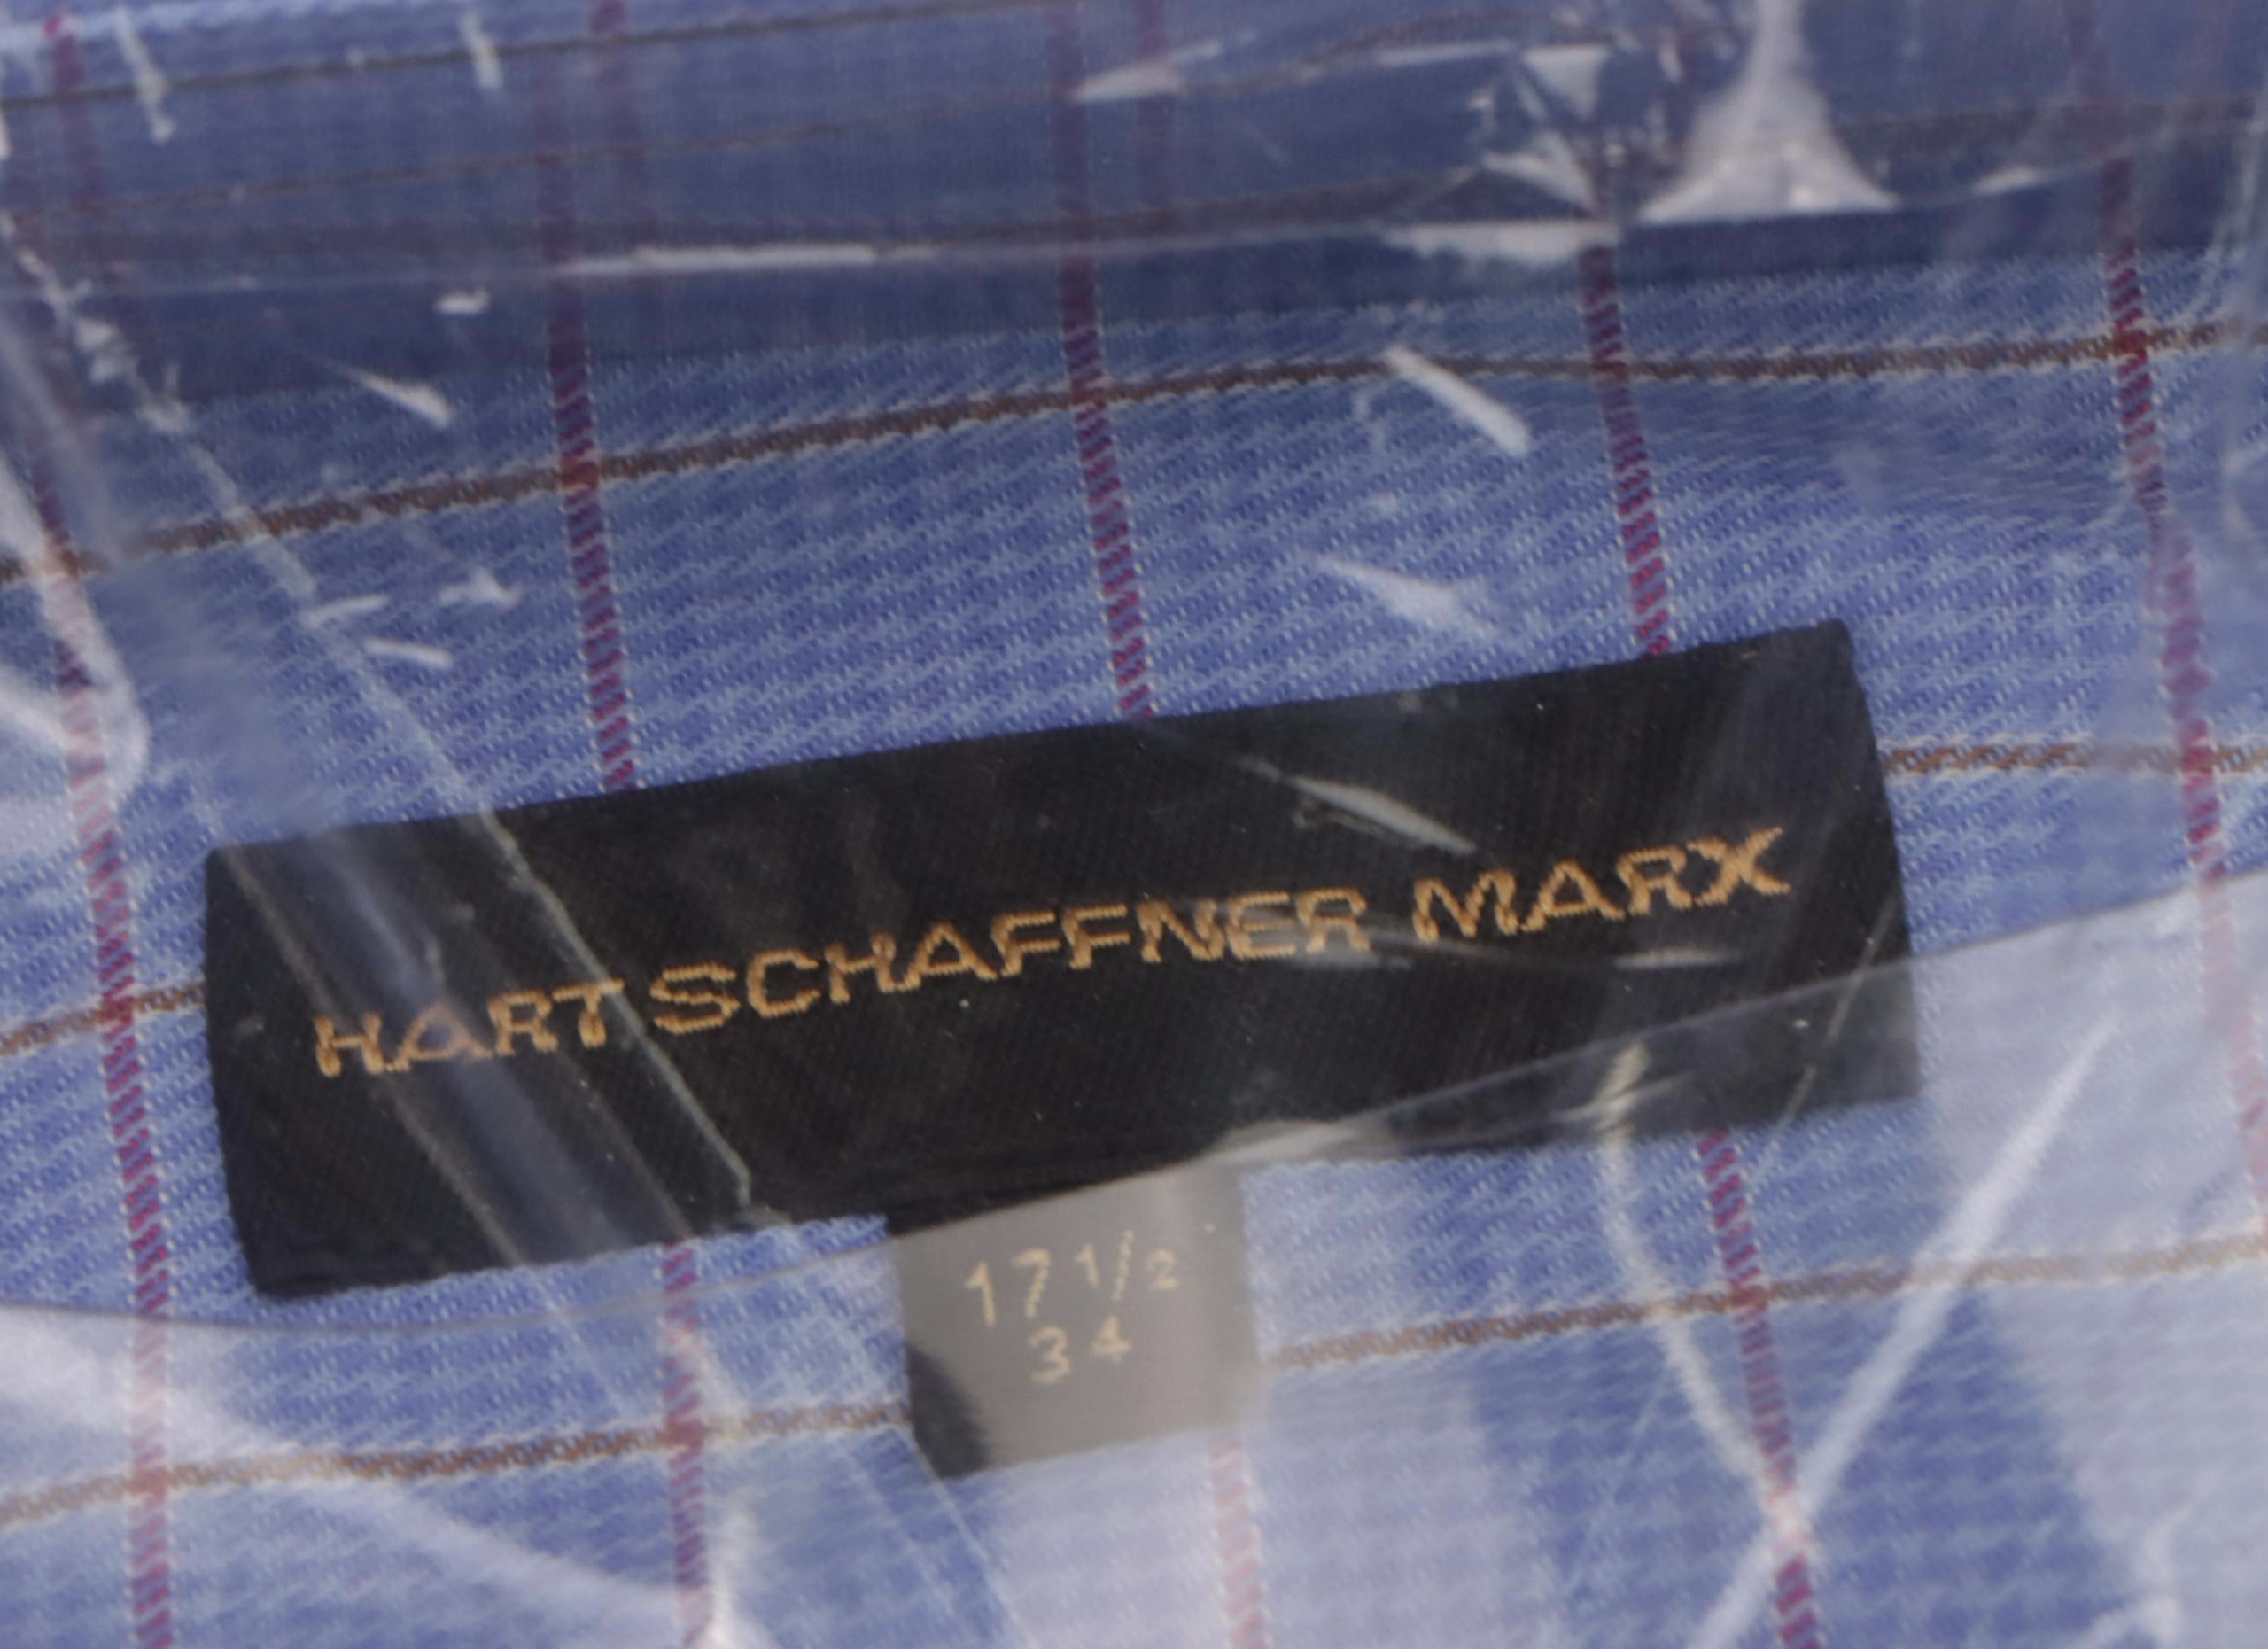 HART SCHAFFNER MARX
17 1/2
34